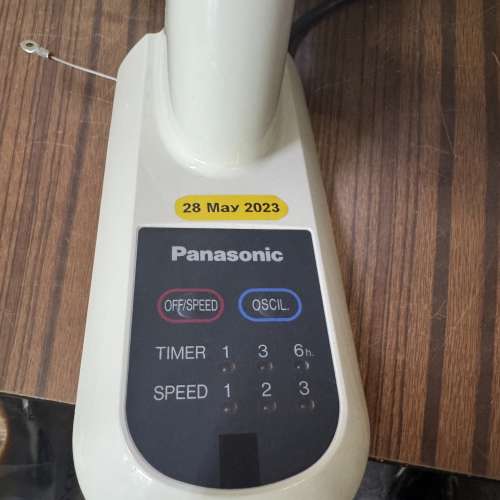 28 May 2023
Panasonic
OFF/SPEED OSCIL.
TIMER 1 3 6h.
SPEED 1 2 3